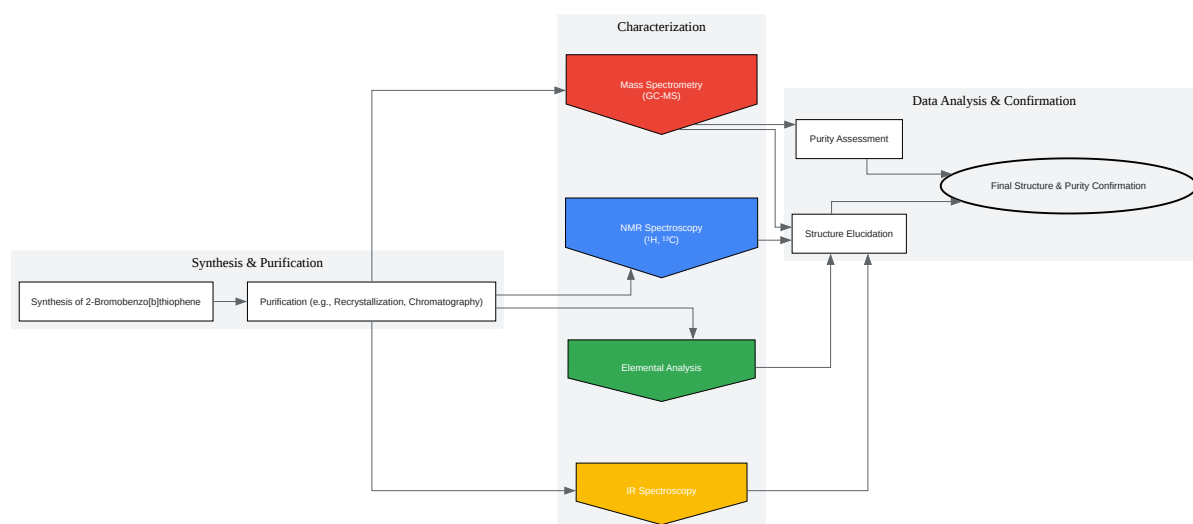 Characterization
Mass Spectrometry
(GC-MS)
Data Analysis & Confirmation
Purity Assessment
Final Structure & Purity Confirmation
NMR Spectroscopy
(¹H, ¹³C)
Structure Elucidation
Synthesis & Purification
Synthesis of 2-Bromobenzo[b]thiophene
Purification (e.g., Recrystallization, Chromatography)
Elemental Analysis
IR Spectroscopy